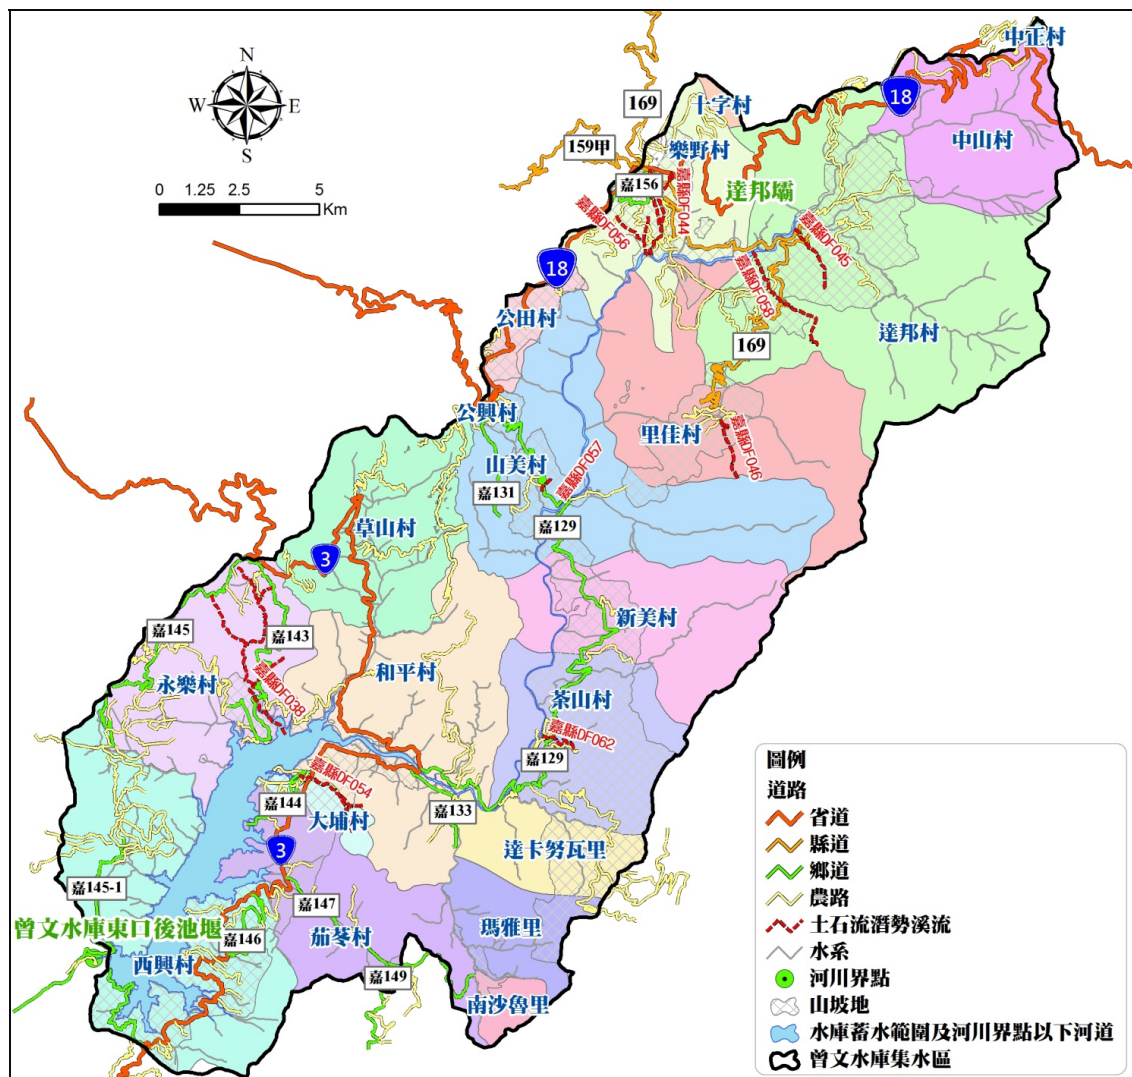 N
W
E
S
0
1.25
2.5
5
Km
中正村
18
169
十字村
159甲
樂野村
中山村
嘉156
達邦壩
嘉縣DF044
嘉縣DF056
嘉縣DF045
18
嘉縣DF058
公田村
達邦村
169
公興村
里佳村
嘉縣DF046
山美村
嘉縣DF057
嘉131
嘉129
草山村
3
新美村
嘉145
嘉143
和平村
永樂村
嘉縣DF038
茶山村
嘉縣DF062
嘉129
嘉縣DF054
嘉144
大埔村
嘉133
3
達卡努瓦里
嘉145-1
嘉147
曾文水庫東口後池堰
嘉146
茄苳村
瑪雅里
西興村
嘉149
南沙魯里
圖例
道路
省道
縣道
鄉道
農路
土石流潛勢溪流
水系
河川界點
山坡地
水庫蓄水範圍及河川界點以下河道
曾文水庫集水區